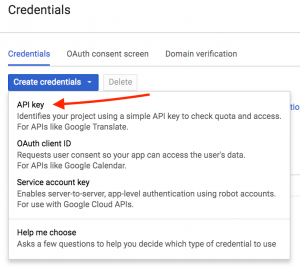 Credentials
Credentials OAuth consent screen Domain verification
Create credentials Delete
API key
Identifies your project using a simple API key to check quota and access.
For APIs like Google Translate.
OAuth client ID
Requests user consent so your app can access the user's data.
For APIs like Google Calendar.
Service account key
Enables server-to-server, app-level authentication using robot accounts.
For use with Google Cloud APIs.
Help me choose
Asks a few questions to help you decide which type of credential to use